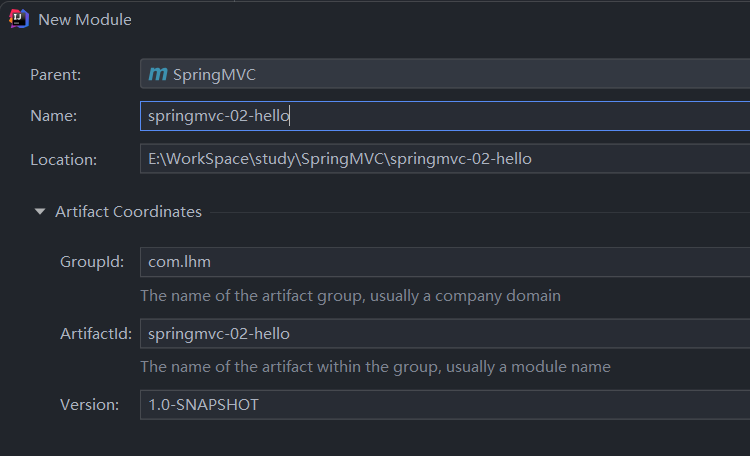 New Module
Parent: m SpringMVC
Name: springmvc-02-hello
Location: E:\WorkSpace\study\SpringMVC\springmvc-02-hello
Artifact Coordinates
GroupId: com.lhm
The name of the artifact group, usually a company domain
ArtifactId: springmvc-02-hello
The name of the artifact within the group, usually a module name
Version: 1.0-SNAPSHOT